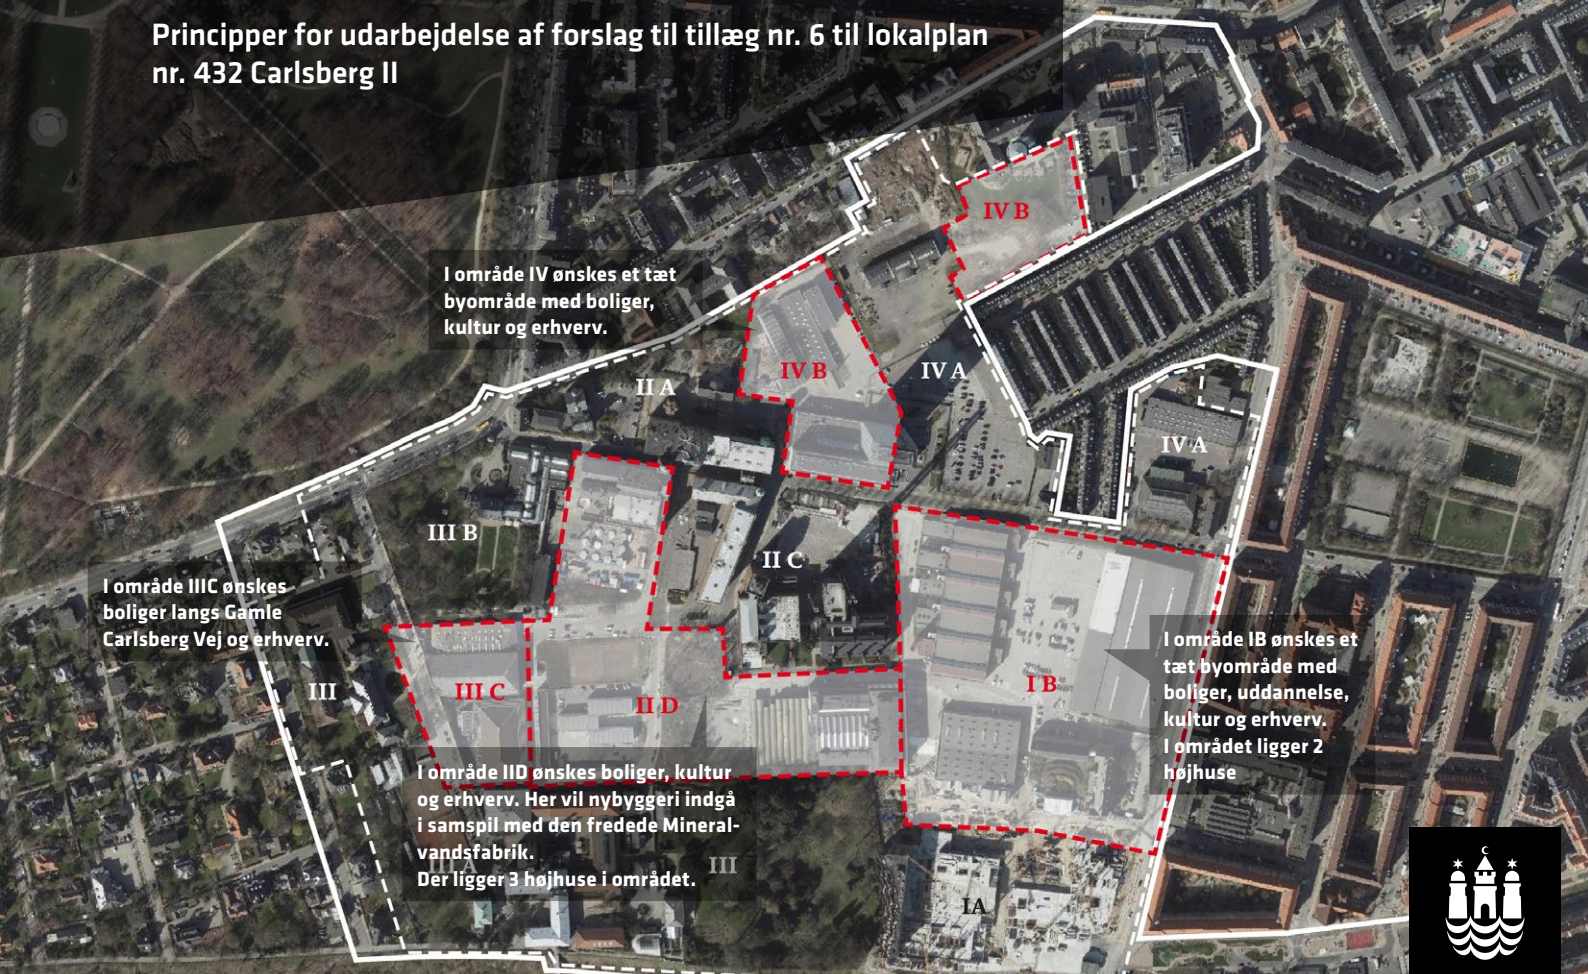 Principper for udarbejdelse af forslag til tillæg nr. 6 til lokalplan
nr. 432 Carlsberg II
IV B
I område IV ønskes et tæt
byområde med boliger,
kultur og erhverv.
IV B
IV A
II A
IV A
III B
II C
I område IIIC ønskes
boliger langs Gamle
Carlsberg Vej og erhverv.
I område IB ønskes et
tæt byområde med
boliger, uddannelse,
kultur og erhverv.
I området ligger 2
højhuse
III
III C
II D
I B
I område IID ønskes boliger, kultur
og erhverv. Her vil nybyggeri indgå
i samspil med den fredede Mineral-
vandsfabrik.
Der ligger 3 højhuse i området.
III
IA